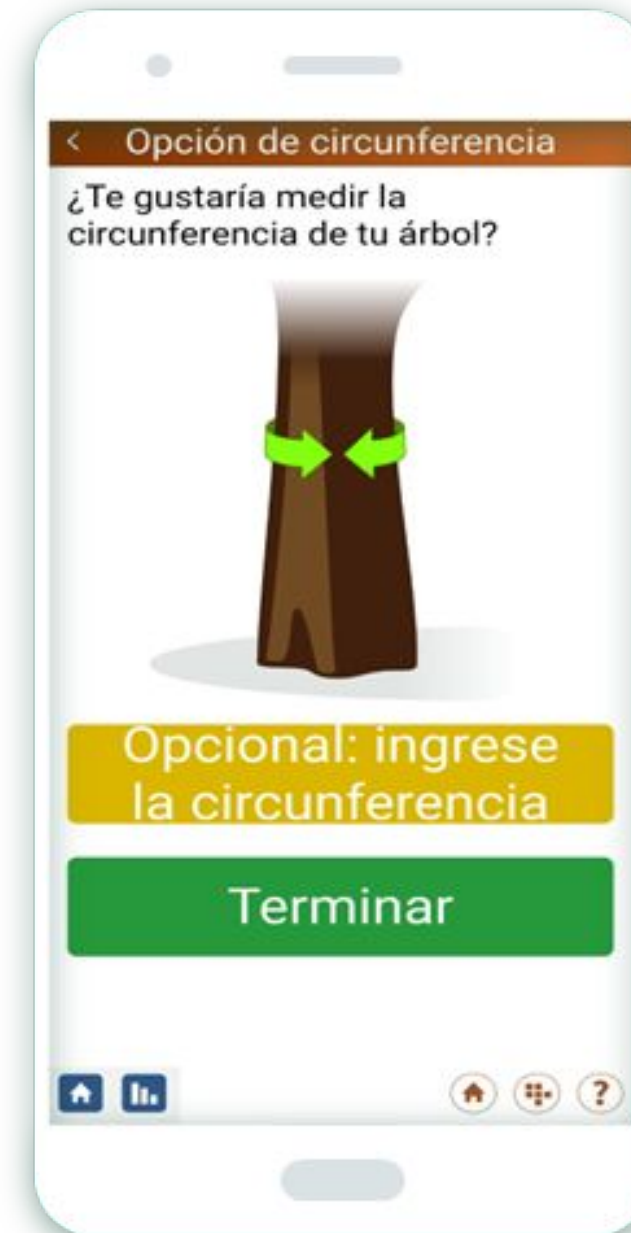 < Opción de circunferencia
¿Te gustaría medir la
circunferencia de tu árbol?
Opcional: ingrese
la circunferencia
Terminar
?